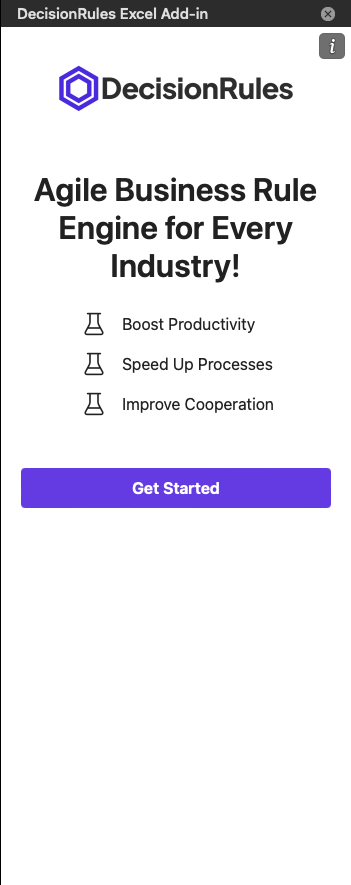 DecisionRules Excel Add-in
i
DecisionRules
Agile Business Rule
Engine for Every
Industry!
Boost Productivity
Speed Up Processes
Improve Cooperation
Get Started